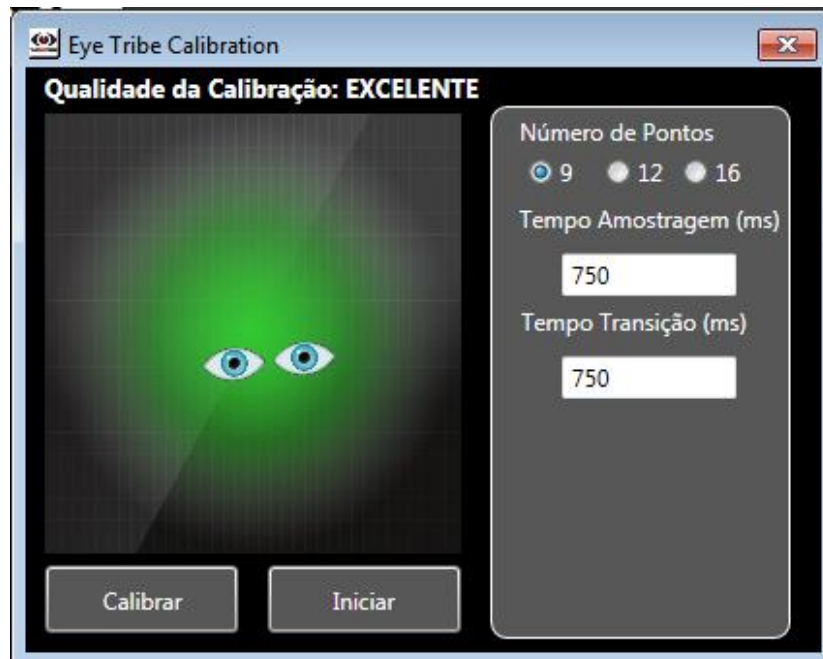 Eye Tribe Calibration
Qualidade da Calibração: EXCELENTE
Número de Pontos
9 12 16
Tempo Amostragem (ms)
750
Tempo Transição (ms)
750
Calibrar Iniciar